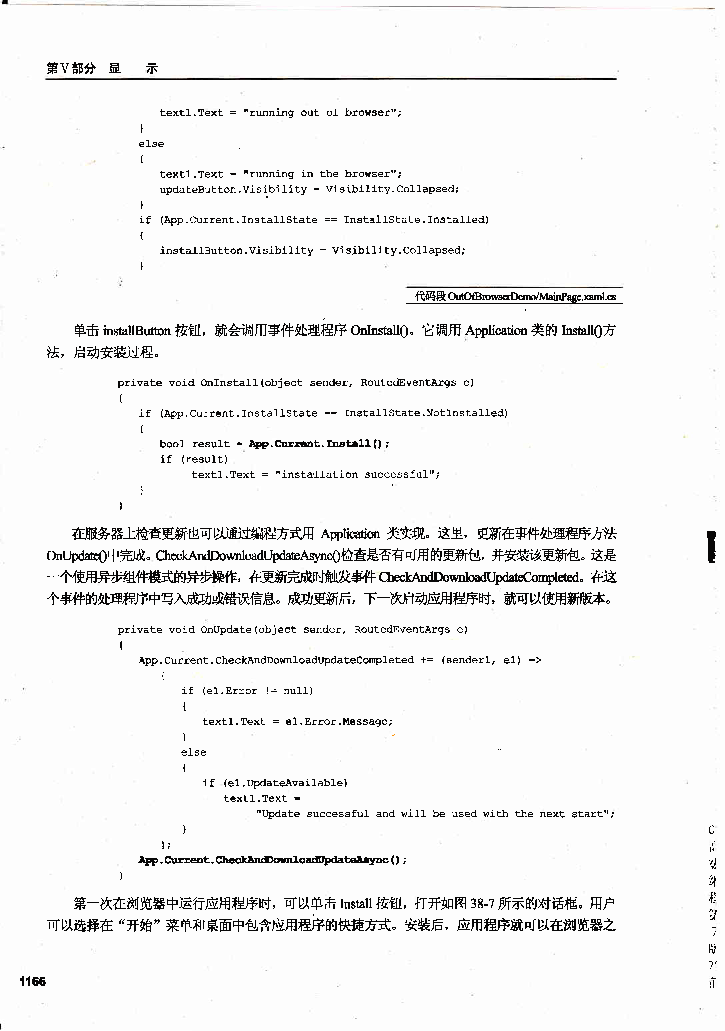 第V部分 显 示
text1.Text = "running out of browser";
}
else
{
text1.Text = "running in the browser";
updateButton.Visibility = Visibility.Collapsed;
}
if (App.Current.InstallState == InstallState.Installed)
{
installButton.Visibility = Visibility.Collapsed;
}
代码段 OutOfBrowserDemo/MainPage.xaml.cs
单击 installButton 按钮，就会调用事件处理程序 OnInstall()。它调用 Application 类的 Install()方
法，启动安装过程。
private void OnInstall(object sender, RoutedEventArgs e)
{
if (App.Current.InstallState == InstallState.NotInstalled)
{
bool result = App.Current.Install();
if (result)
text1.Text = "installation successful";
}
}
在服务器上检查更新也可以通过编程方式用 Application 类实现。这里，更新在事件处理程序方法
OnUpdate()中完成。CheckAndDownloadUpdateAsync()检查是否有可用的更新包，并安装该更新包。这是
一个使用异步组件模式的异步操作，在更新完成时触发事件 CheckAndDownloadUpdateCompleted。在这
个事件的处理程序中写入成功或错误信息。成功更新后，下一次启动应用程序时，就可以使用新版本。
private void OnUpdate(object sender, RoutedEventArgs e)
{
App.Current.CheckAndDownloadUpdateCompleted += (sender1, e1) =>
{
if (e1.Error != null)
{
text1.Text = e1.Error.Message;
}
else
{
if (e1.UpdateAvailable)
text1.Text =
"Update successful and will be used with the next start";
}
};
App.Current.CheckAndDownloadUpdateAsync();
}
第一次在浏览器中运行应用程序时，可以单击 Install 按钮，打开如图 38-7 所示的对话框。用户
可以选择在“开始”菜单和桌面中包含应用程序的快捷方式。安装后，应用程序就可以在浏览器之
1166